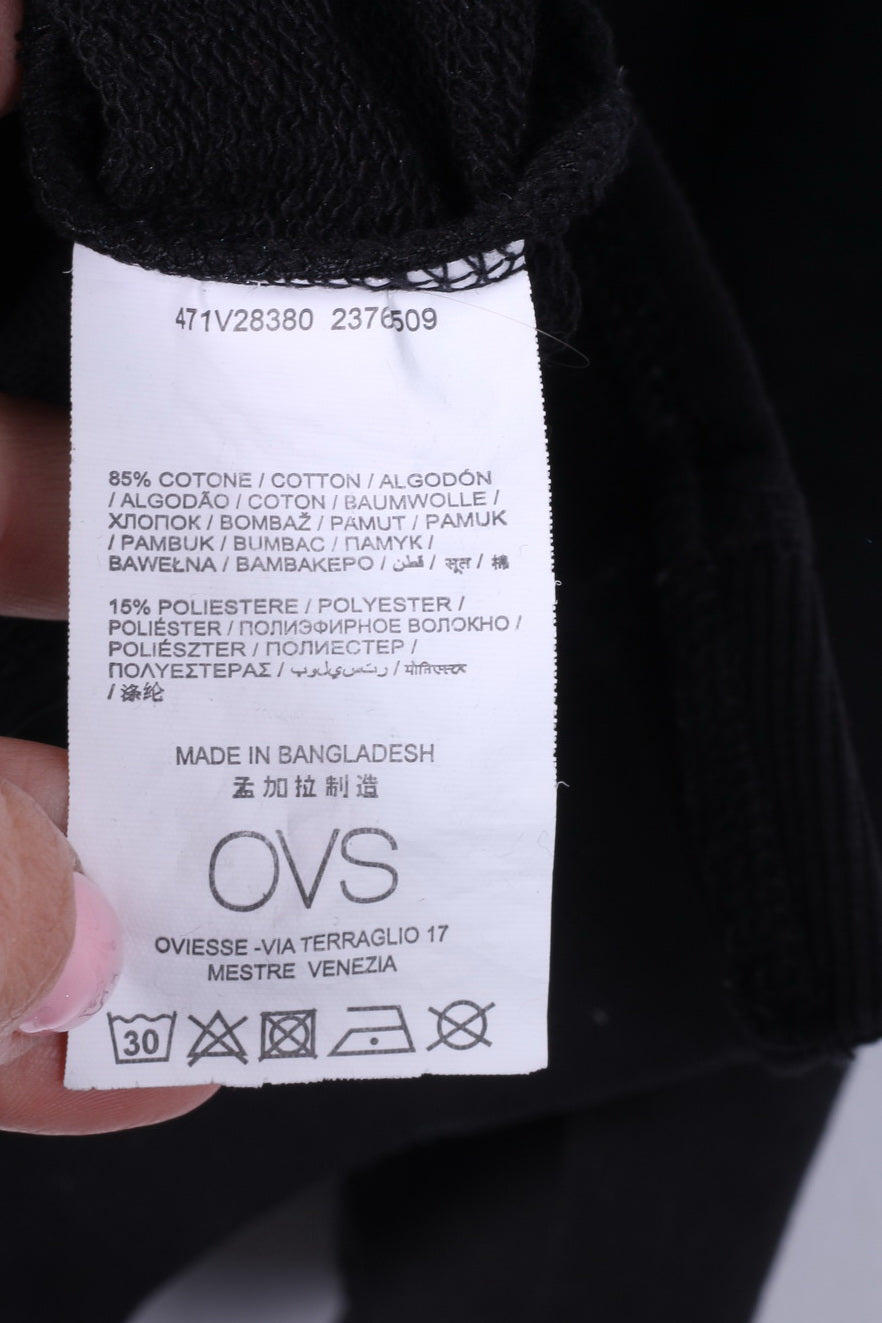 471V28380 2376509
85% COTONE / COTTON / ALGODÓN
/ ALGODÃO / COTON / BAUMWOLLE /
ХЛОПОК / BOMBAŽ / PAMUT / PAMUK
/ PAMBUK / BUMBAC / ПАМУК /
BAWEŁNA / ΒΑΜΒΑΚΕΡΟ / قطن / सूत / 棉
15% POLIESTERE / POLYESTER /
POLIÉSTER / ПОЛИЭФИРНОЕ ВОЛОКНО /
POLIÉSZTER / ПОЛИЕСТЕР /
ΠΟΛΥΕΣΤΕΡΑΣ / بوليستر /
/ 涤纶
MADE IN BANGLADESH
孟加拉制造
OVS
OVIESSE -VIA TERRAGLIO 17
MESTRE VENEZIA
30